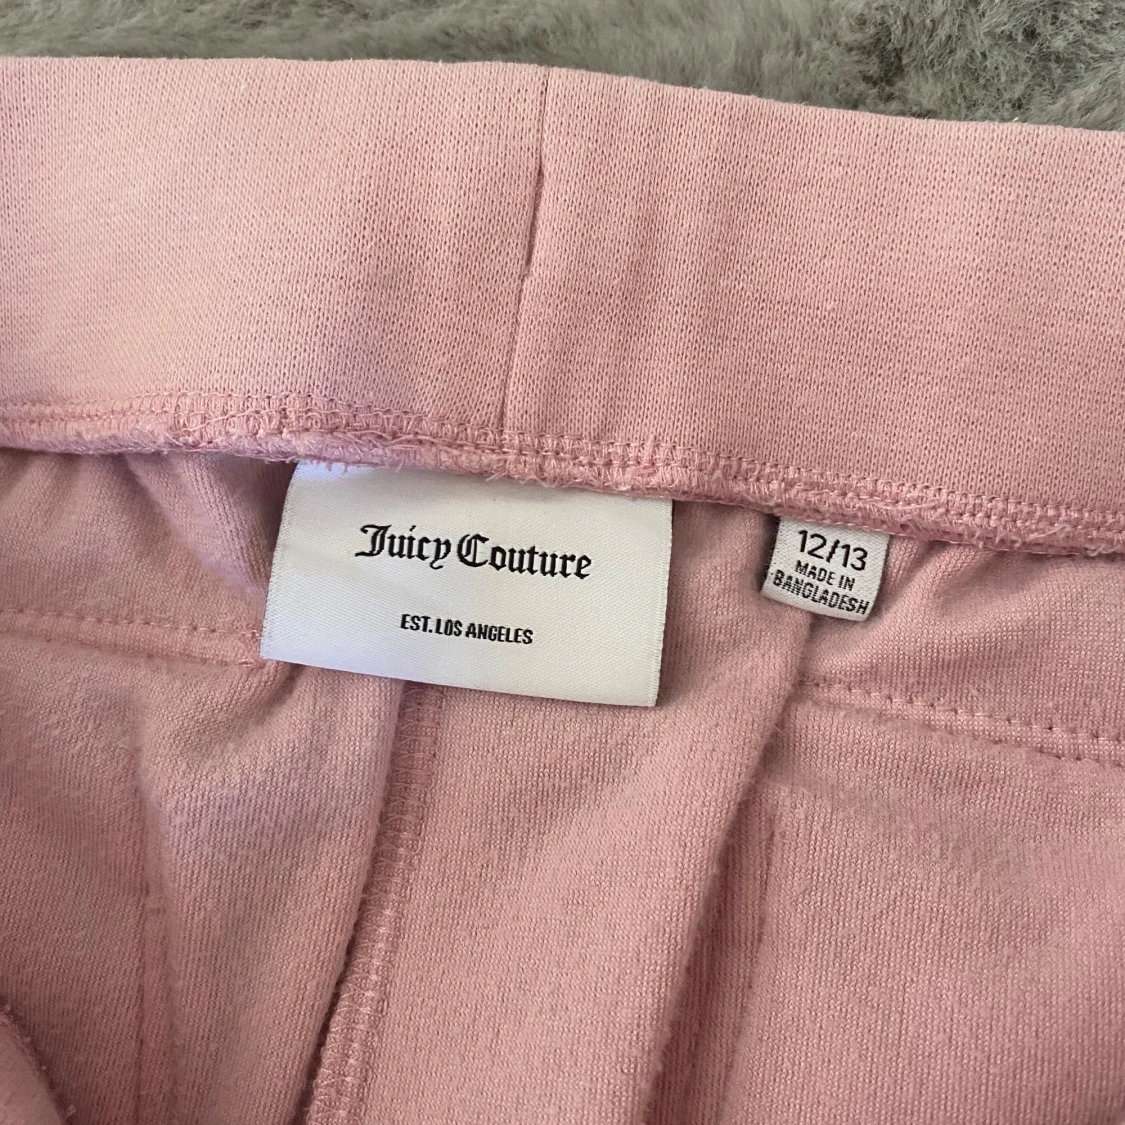 Juicy Couture
EST. LOS ANGELES
12/13
MADE IN
BANGLADESH